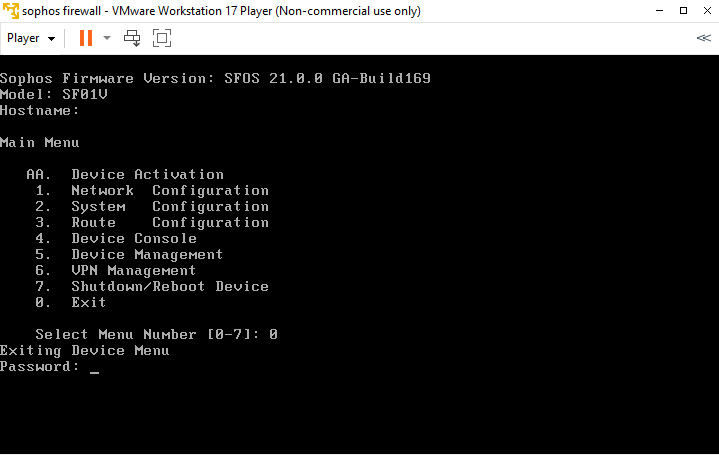 sophos firewall - VMware Workstation 17 Player (Non-commercial use only)
Player
Sophos Firmware Version: SFOS 21.0.0 GA-Build169
Model: SF01V
Hostname:
Main Menu
AA. Device Activation
1. Network Configuration
2. System Configuration
3. Route Configuration
4. Device Console
5. Device Management
6. VPN Management
7. Shutdown/Reboot Device
0. Exit
Select Menu Number [0-7]: 0
Exiting Device Menu
Password: _